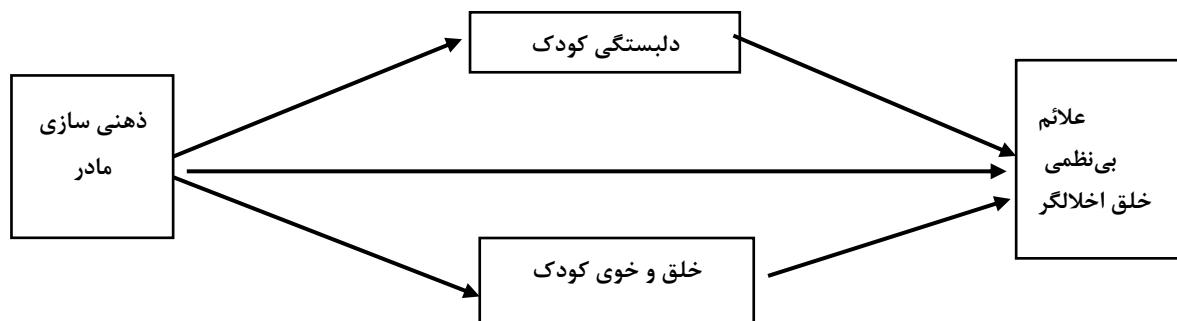 دلبستگی کودک
ذهنی سازی
مادر
علائم
بی‌نظمی
خلق اخلالگر
خلق و خوی کودک